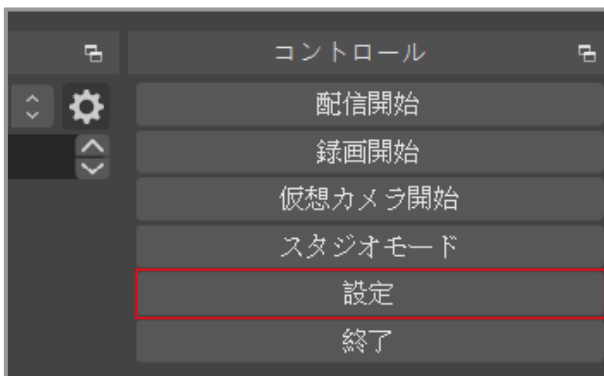 コントロール
配信開始
録画開始
仮想カメラ開始
スタジオモード
設定
終了